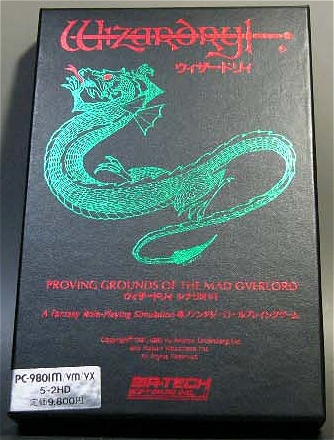 Wizardry
ウィザードリィ
PROVING GROUNDS OF THE MAD OVERLORD
ウィザードリィ シナリオ#1
A Fantasy Role-Playing Simulation
ファンタジー・ロールプレイングゲーム
Copyright
SIR-TECH
SOFTWARE INC.
PC-9801M/VM/VX
5-2HD
定価9,800円